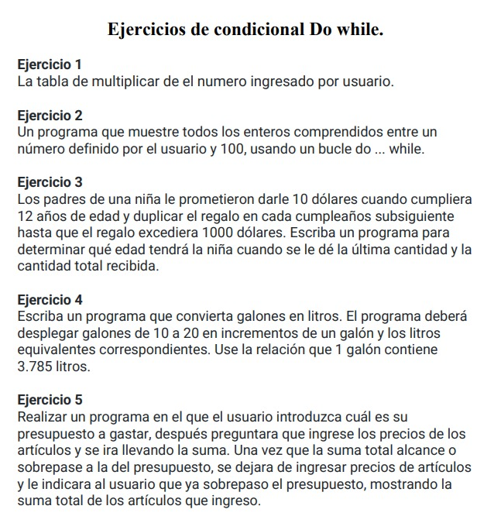 Ejercicios de condicional Do while.
Ejercicio 1
La tabla de multiplicar de el numero ingresado por usuario.
Ejercicio 2
Un programa que muestre todos los enteros comprendidos entre un
número definido por el usuario y 100, usando un bucle do ... while.
Ejercicio 3
Los padres de una niña le prometieron darle 10 dólares cuando cumpliera
12 años de edad y duplicar el regalo en cada cumpleaños subsiguiente
hasta que el regalo excediera 1000 dólares. Escriba un programa para
determinar qué edad tendrá la niña cuando se le dé la última cantidad y la
cantidad total recibida.
Ejercicio 4
Escriba un programa que convierta galones en litros. El programa deberá
desplegar galones de 10 a 20 en incrementos de un galón y los litros
equivalentes correspondientes. Use la relación que 1 galón contiene
3.785 litros.
Ejercicio 5
Realizar un programa en el que el usuario introduzca cuál es su
presupuesto a gastar, después preguntara que ingrese los precios de los
artículos y se ira llevando la suma. Una vez que la suma total alcance o
sobrepase a la del presupuesto, se dejara de ingresar precios de artículos
y le indicara al usuario que ya sobrepaso el presupuesto, mostrando la
suma total de los artículos que ingreso.